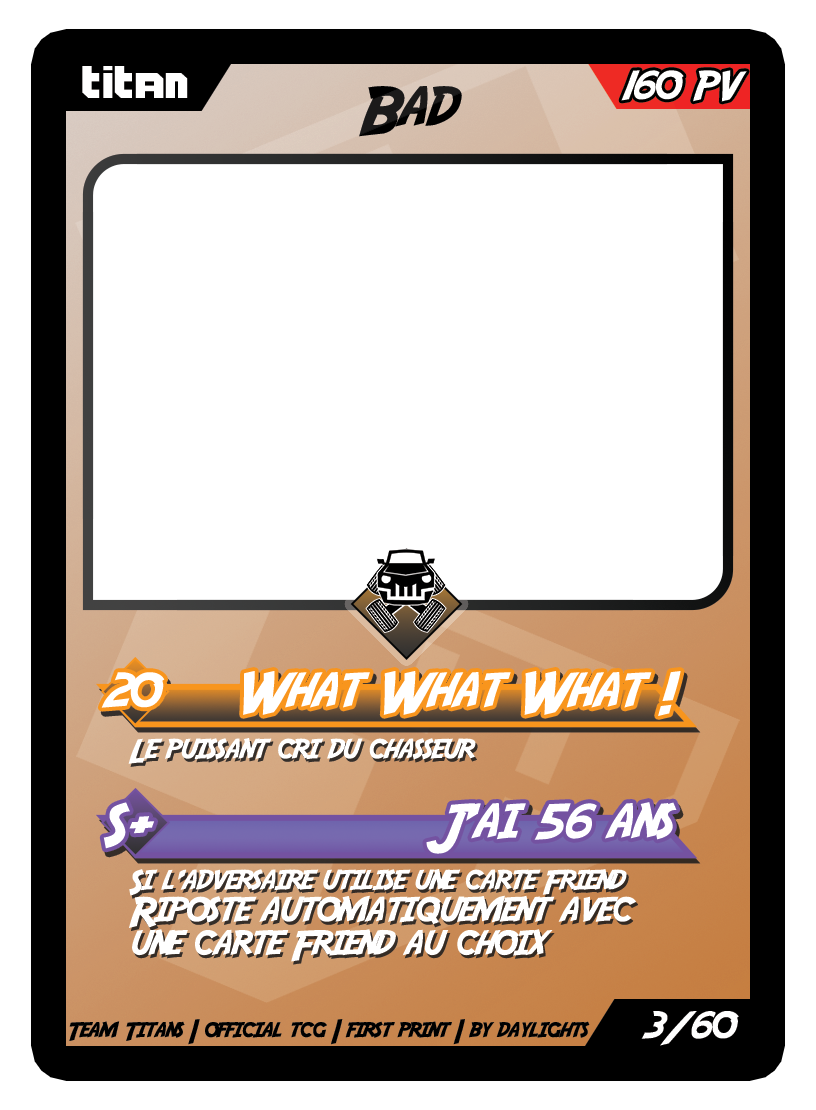 titan
BAD
160 PV
20 WHAT WHAT WHAT !
LE PUISSANT CRI DU CHASSEUR
S+ J'AI 56 ANS
SI L'ADVERSAIRE UTILISE UNE CARTE FRIEND
RIPOSTE AUTOMATIQUEMENT AVEC
UNE CARTE FRIEND AU CHOIX
TEAM TITANS | OFFICIAL TCG | FIRST PRINT | BY DAYLIGHTS
3/60